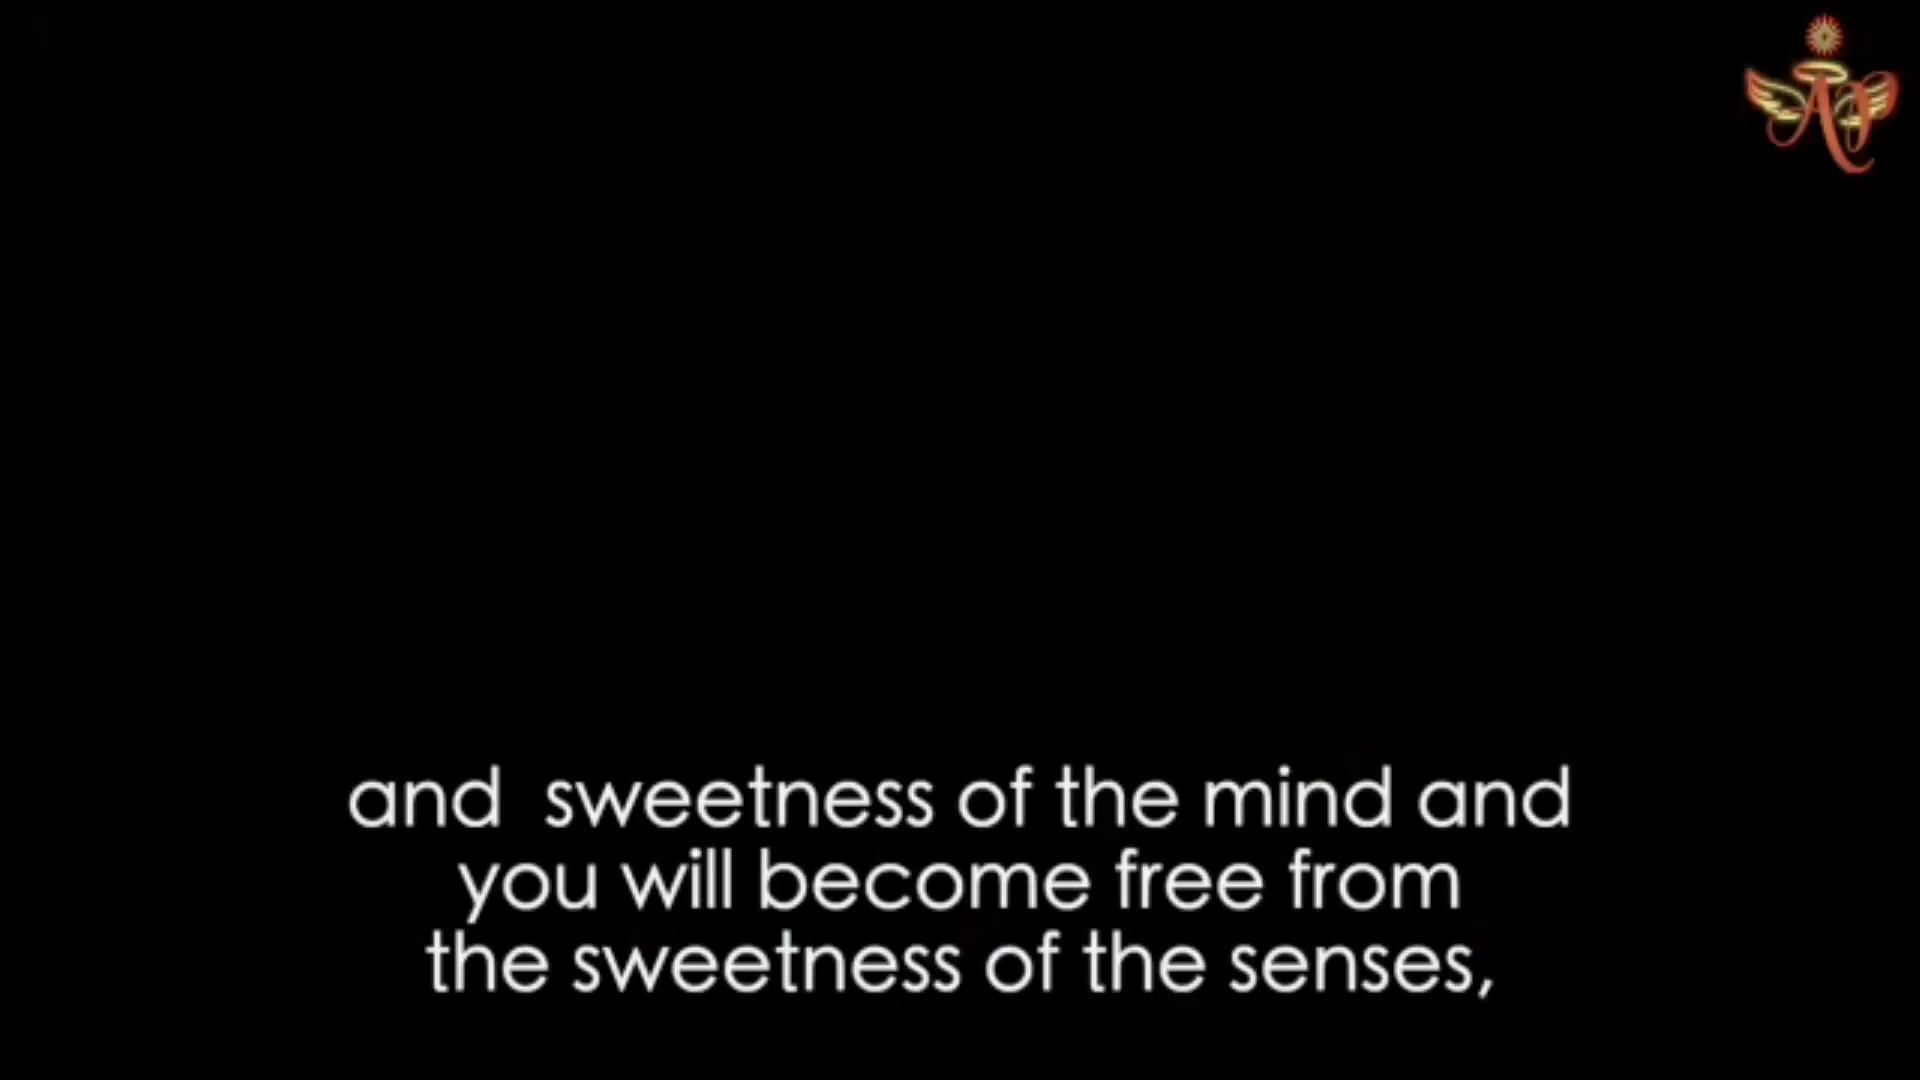 and  sweetness of the mind and
you will become free from
the sweetness of the senses,